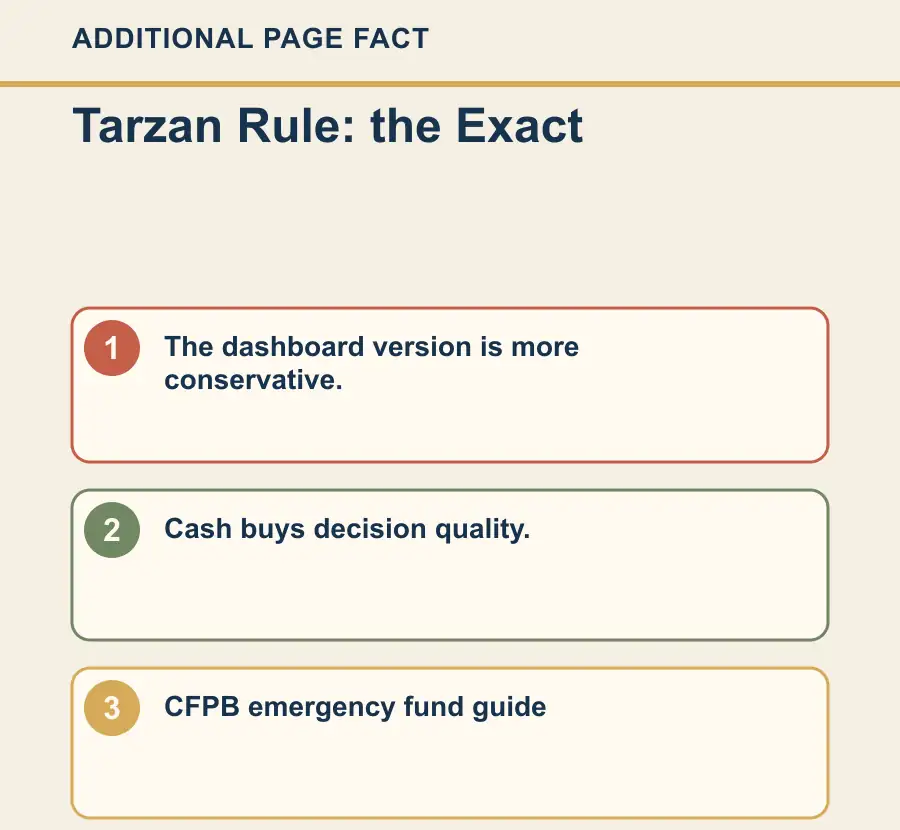 ADDITIONAL PAGE FACT
Tarzan Rule: the Exact
1
The dashboard version is more
conservative.
2
Cash buys decision quality.
3
CFPB emergency fund guide